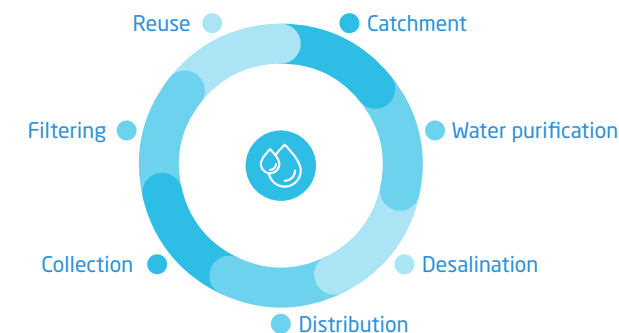 Reuse
Catchment
Filtering
Water purification
Collection
Desalination
Distribution